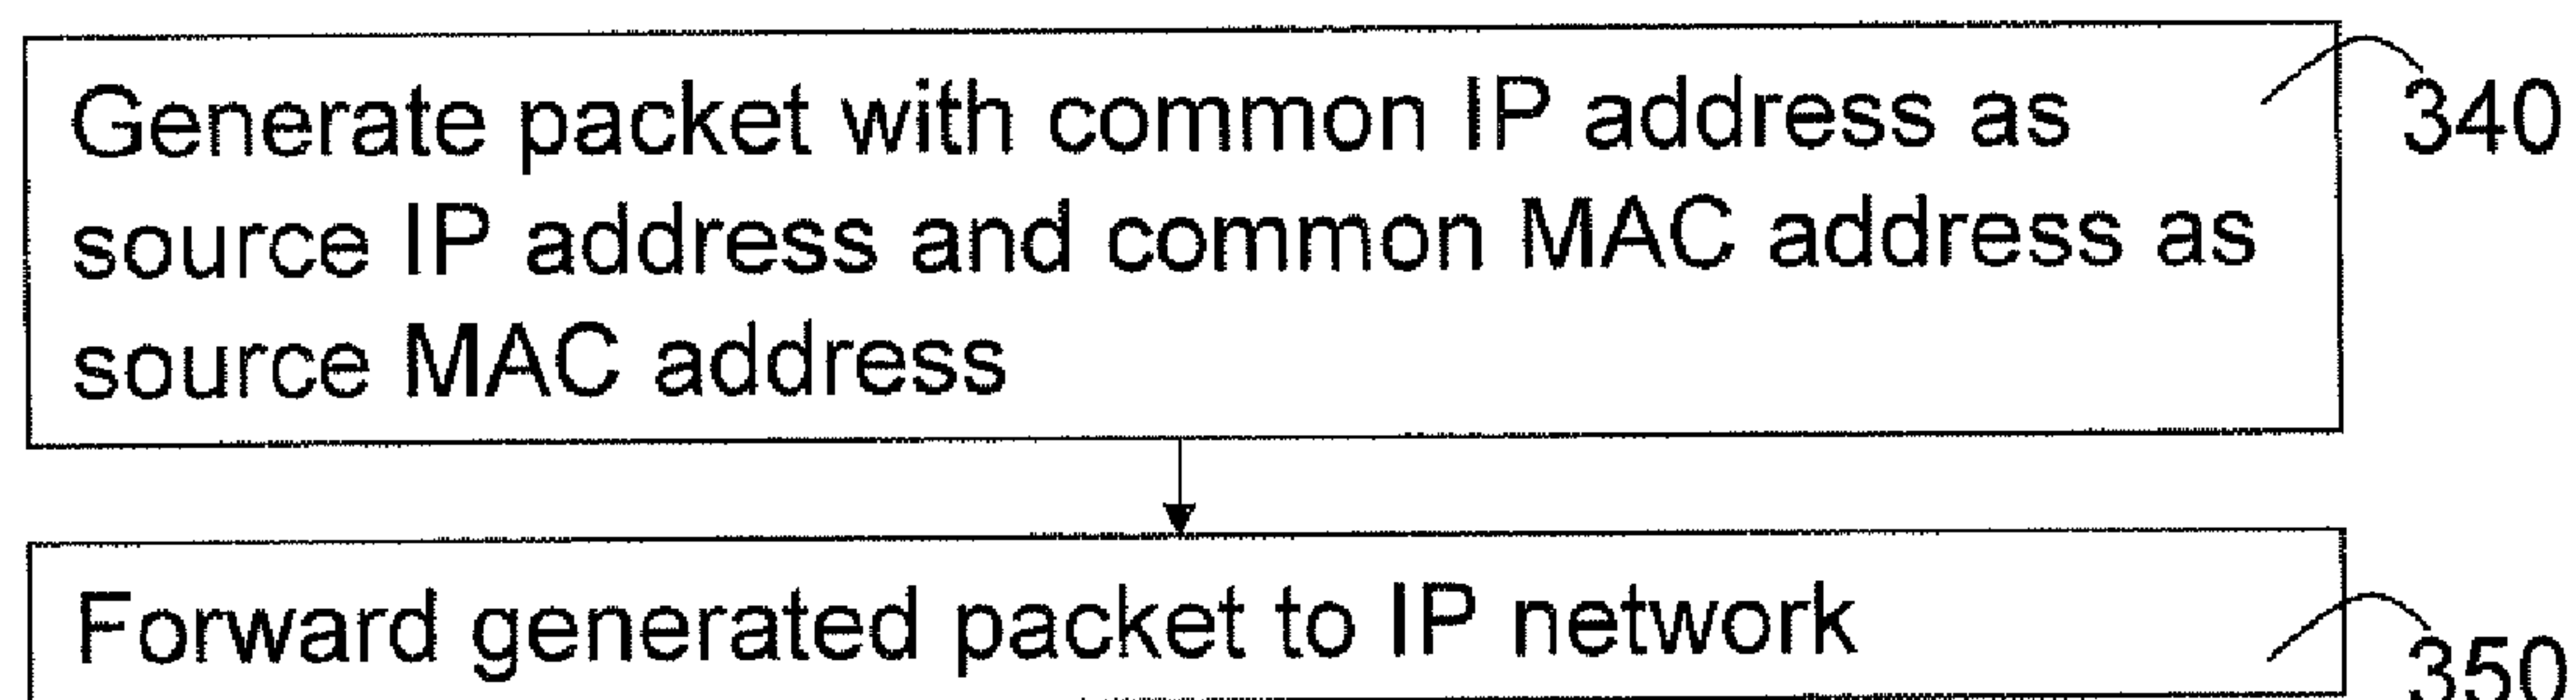 Generate packet with common IP address as
source IP address and common MAC address as
source MAC address
340
Forward generated packet to IP network
350